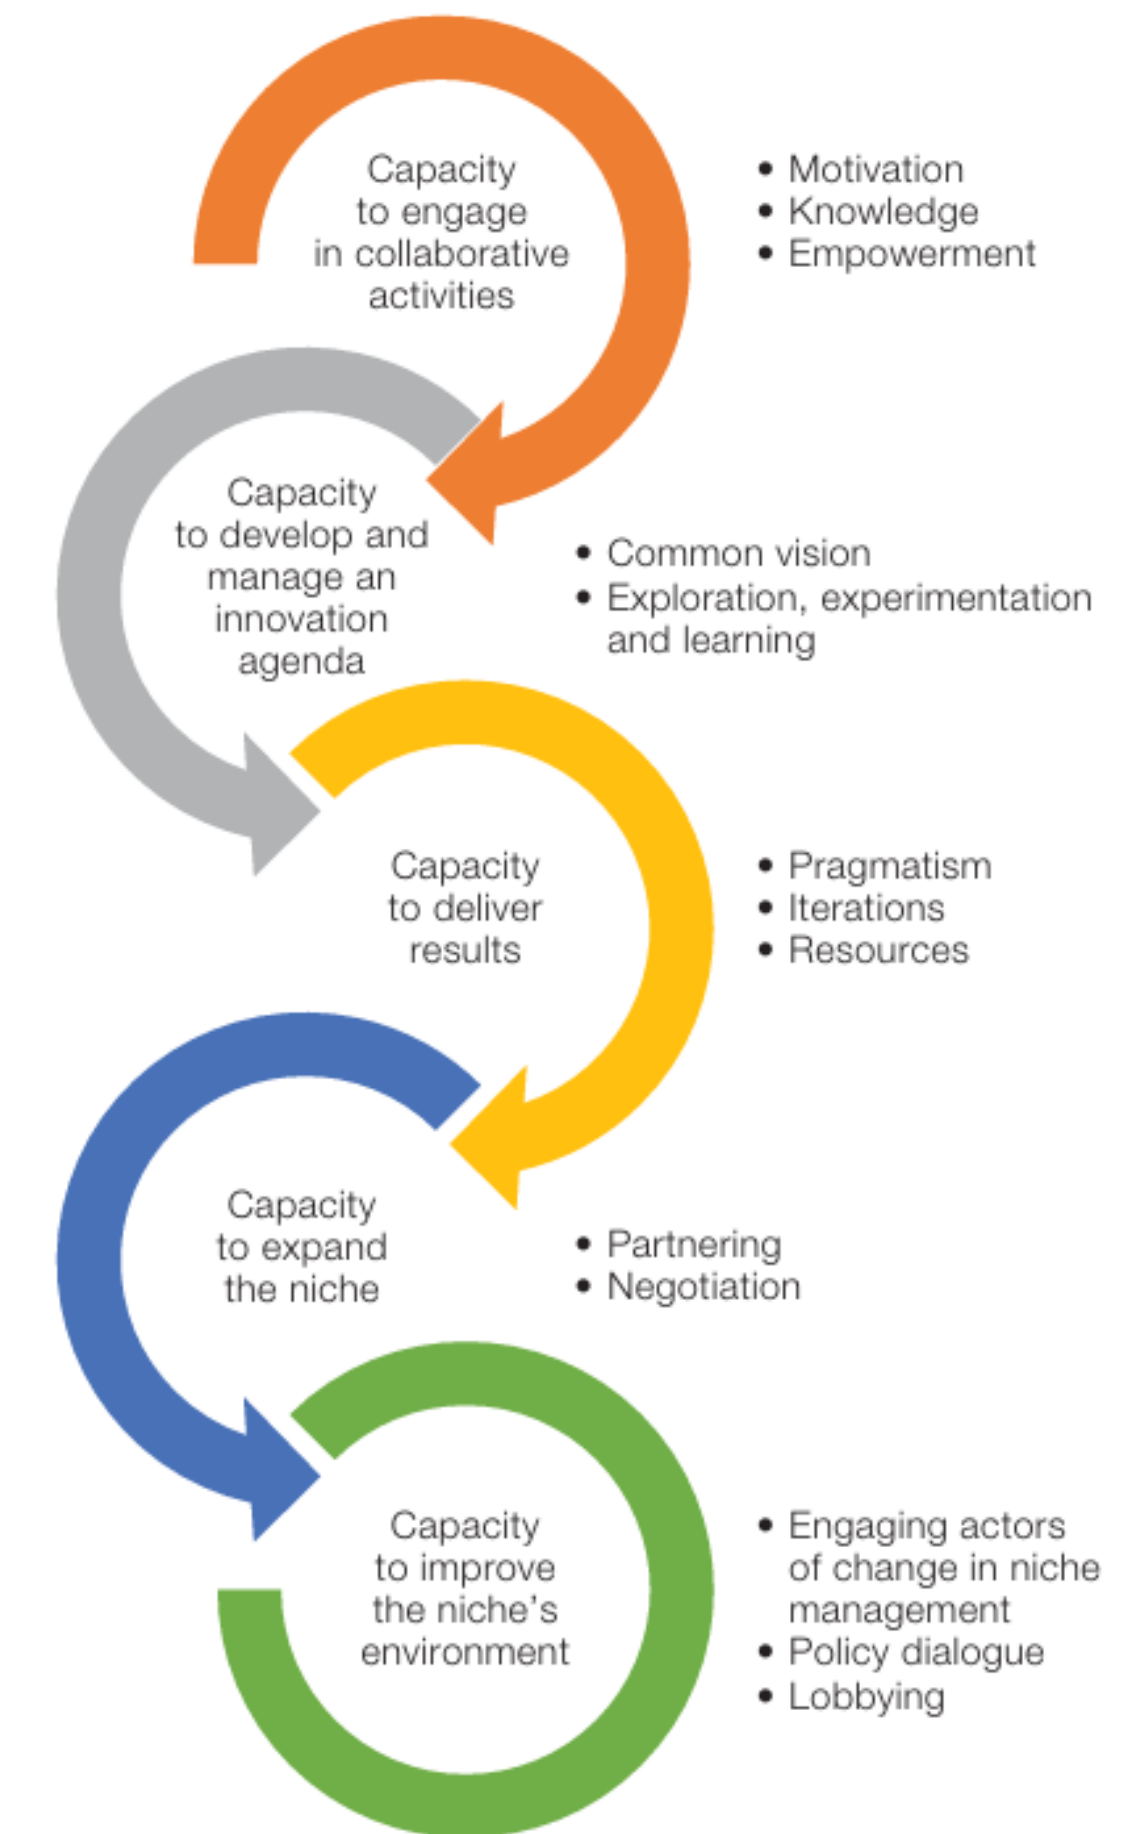 Capacity
to engage
in collaborative
activities
• Motivation
• Knowledge
• Empowerment
Capacity
to develop and
manage an
innovation
agenda
• Common vision
• Exploration, experimentation
and learning
Capacity
to deliver
results
• Pragmatism
• Iterations
• Resources
Capacity
to expand
the niche
• Partnering
• Negotiation
Capacity
to improve
the niche's
environment
• Engaging actors
of change in niche
management
• Policy dialogue
• Lobbying